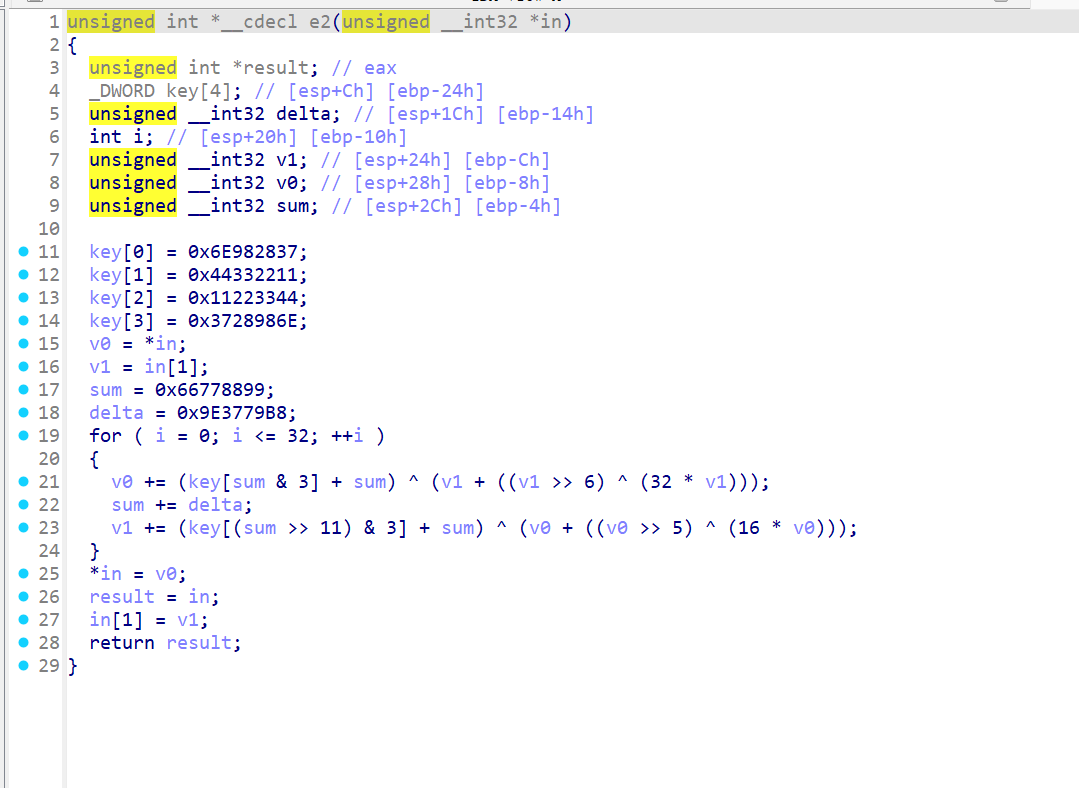 1 unsigned int *__cdecl e2(unsigned __int32 *in)
2 {
3 unsigned int *result; // eax
4 _DWORD key[4]; // [esp+Ch] [ebp-24h]
5 unsigned __int32 delta; // [esp+1Ch] [ebp-14h]
6 int i; // [esp+20h] [ebp-10h]
7 unsigned __int32 v1; // [esp+24h] [ebp-Ch]
8 unsigned __int32 v0; // [esp+28h] [ebp-8h]
9 unsigned __int32 sum; // [esp+2Ch] [ebp-4h]
10
11 key[0] = 0x6E982837;
12 key[1] = 0x44332211;
13 key[2] = 0x11223344;
14 key[3] = 0x3728986E;
15 v0 = *in;
16 v1 = in[1];
17 sum = 0x66778899;
18 delta = 0x9E3779B8;
19 for ( i = 0; i <= 32; ++i )
20 {
21 v0 += (key[sum & 3] + sum) ^ (v1 + ((v1 >> 6) ^ (32 * v1)));
22 sum += delta;
23 v1 += (key[(sum >> 11) & 3] + sum) ^ (v0 + ((v0 >> 5) ^ (16 * v0)));
24 }
25 *in = v0;
26 result = in;
27 in[1] = v1;
28 return result;
29 }